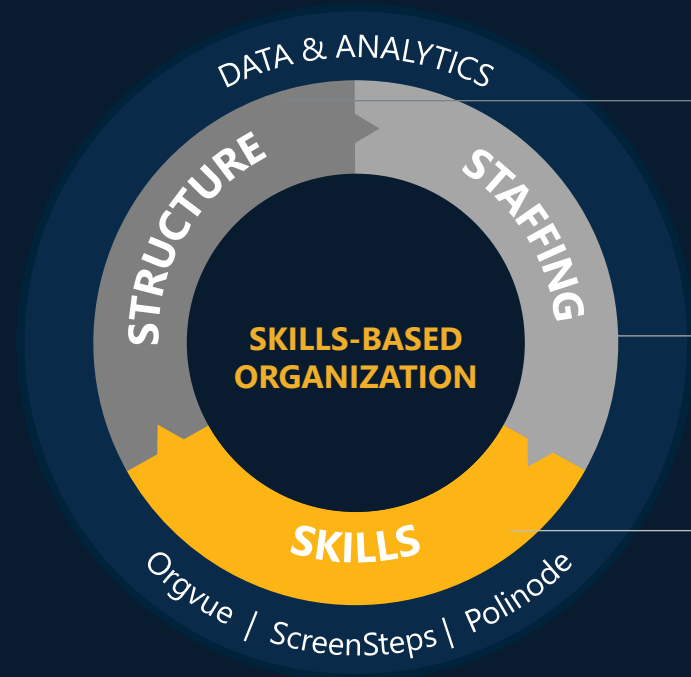 DATA & ANALYTICS
STRUCTURE
STAFFING
SKILLS-BASED
ORGANIZATION
SKILLS
Orgvue | ScreenSteps | Polinode